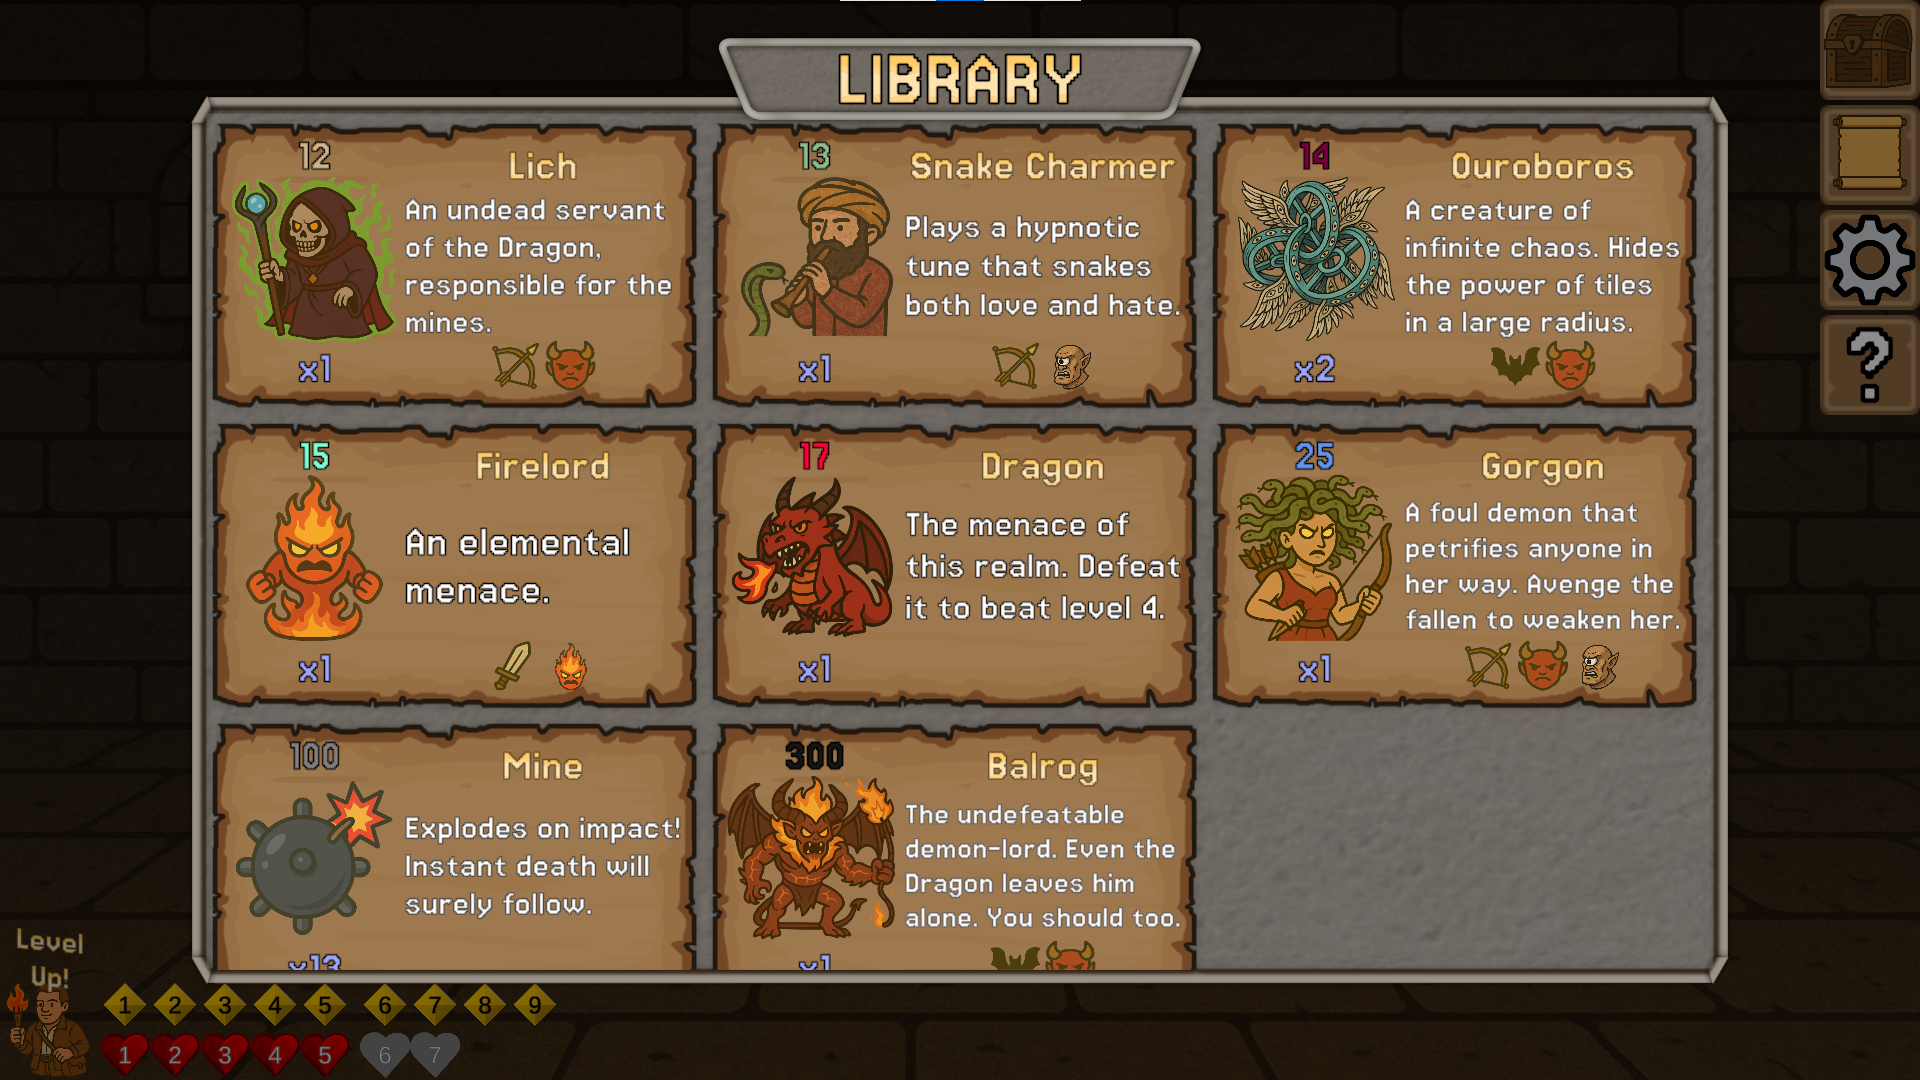 LIBRARY
12
Lich
An undead servant
of the Dragon,
responsible for the
mines.
x1
13
Snake Charmer
Plays a hypnotic
tune that snakes
both love and hate.
x1
14
Ouroboros
A creature of
infinite chaos. Hides
the power of tiles
in a large radius.
x2
15
Firelord
An elemental
menace.
x1
17
Dragon
The menace of
this realm. Defeat
it to beat level 4.
x1
25
Gorgon
A foul demon that
petrifies anyone in
her way. Avenge the
fallen to weaken her.
x1
100
Mine
Explodes on impact!
Instant death will
surely follow.
x13
300
Balrog
The undefeatable
demon-lord. Even the
Dragon leaves him
alone. You should too.
x1
?
Level
Up!
1 2 3 4 5 6 7 8 9
1 2 3 4 5 6 7